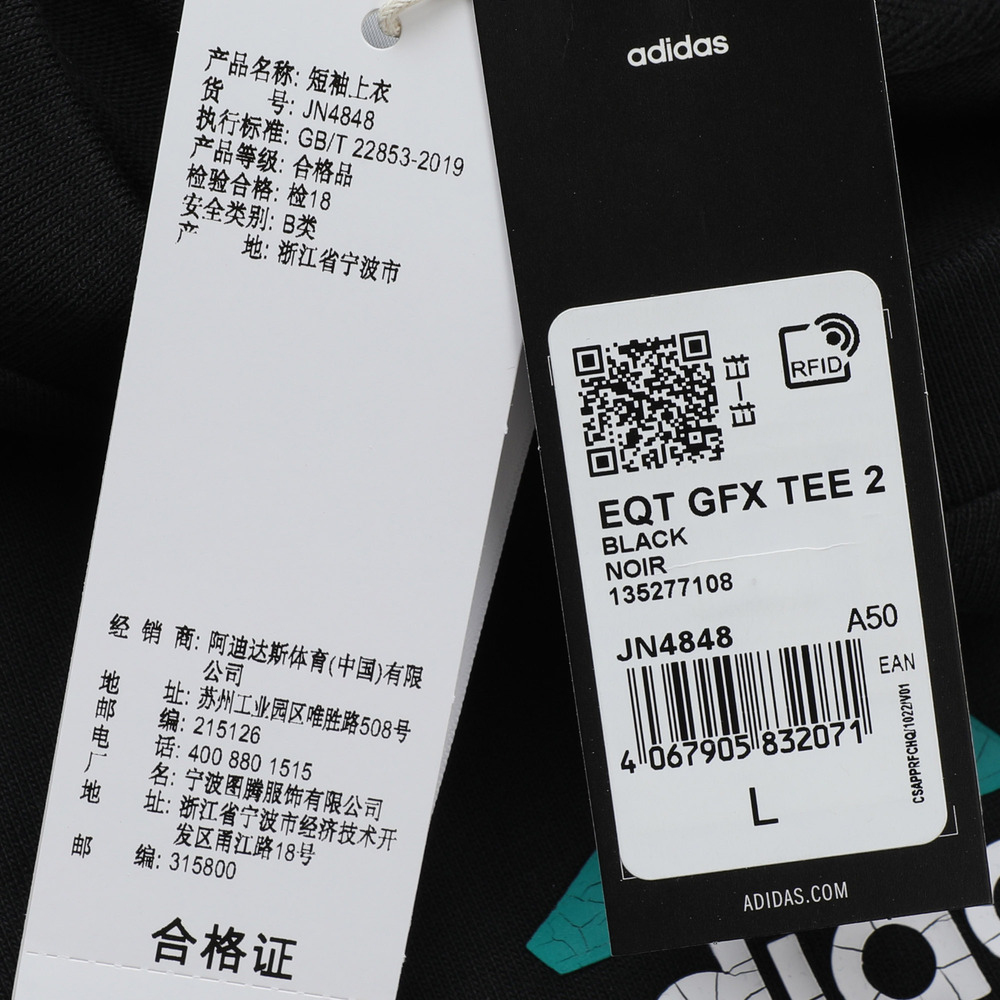 产品名称: 短袖上衣
货 号: JN4848
执行标准: GB/T 22853-2019
产品等级: 合格品
检验合格: 检18
安全类别: B类
产 地: 浙江省宁波市
经 销 商: 阿迪达斯体育(中国)有限
公司
地 址: 苏州工业园区唯胜路508号
邮 编: 215126
电 话: 400 880 1515
厂 名: 宁波图腾服饰有限公司
地 址: 浙江省宁波市经济技术开
发区甬江路18号
邮 编: 315800
合格证
adidas
扫一扫
RFID
EQT GFX TEE 2
BLACK
NOIR
135277108
JN4848
A50
EAN
4 067905 832071
CSAPPRFCHQ/1022/V01
L
ADIDAS.COM